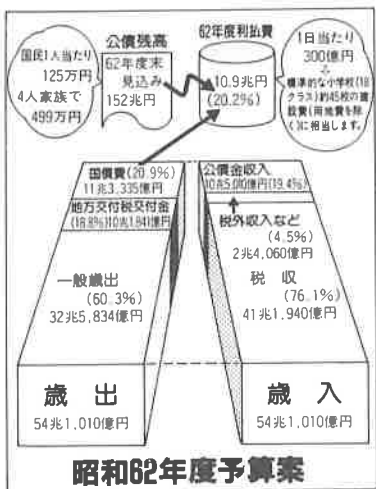 国民1人当たり
125万円
4人家族で
499万円
公債残高
62年度末
見込み
152兆円
62年度利払費
10.9兆円
(20.2%)
1日当たり
300億円
標準的な小学校(18
クラス)約45校の建
設費(用地費を除
く)に相当します。
国債費(20.9%)
11兆3,335億円
地方交付税交付金
(18.8%)10兆1,841億円
一般歳出
(60.3%)
32兆5,834億円
歳出
54兆1,010億円
公債金収入
10兆5,010億円(19.4%)
税外収入など
(4.5%)
2兆4,060億円
税収
(76.1%)
41兆1,940億円
歳入
54兆1,010億円
昭和62年度予算案